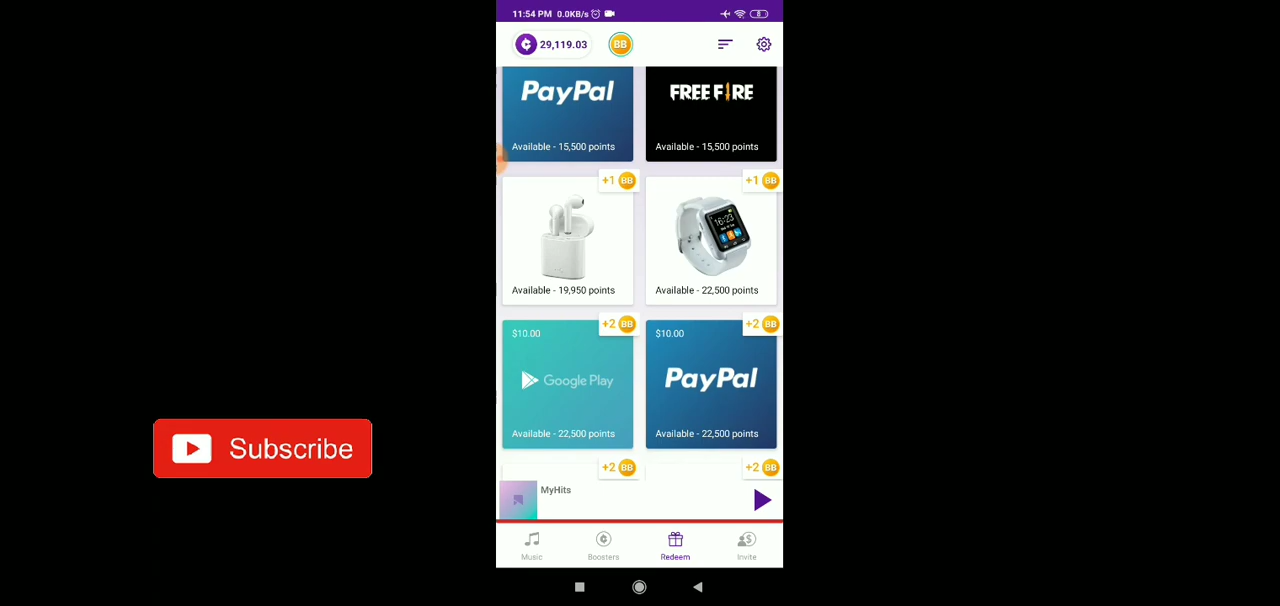 11:54 PM 0.0KB/s
8
29,119.03
BB
PayPal
FREE FIRE
Available - 15,500 points
Available - 15,500 points
+1 BB
+1 BB
16:23
Available - 19,950 points
Available - 22,500 points
+2 BB
+2 BB
$10.00
$10.00
Google Play
PayPal
Available - 22,500 points
Available - 22,500 points
Subscribe
+2 BB
+2 BB
MyHits
Music
Boosters
Redeem
Invite